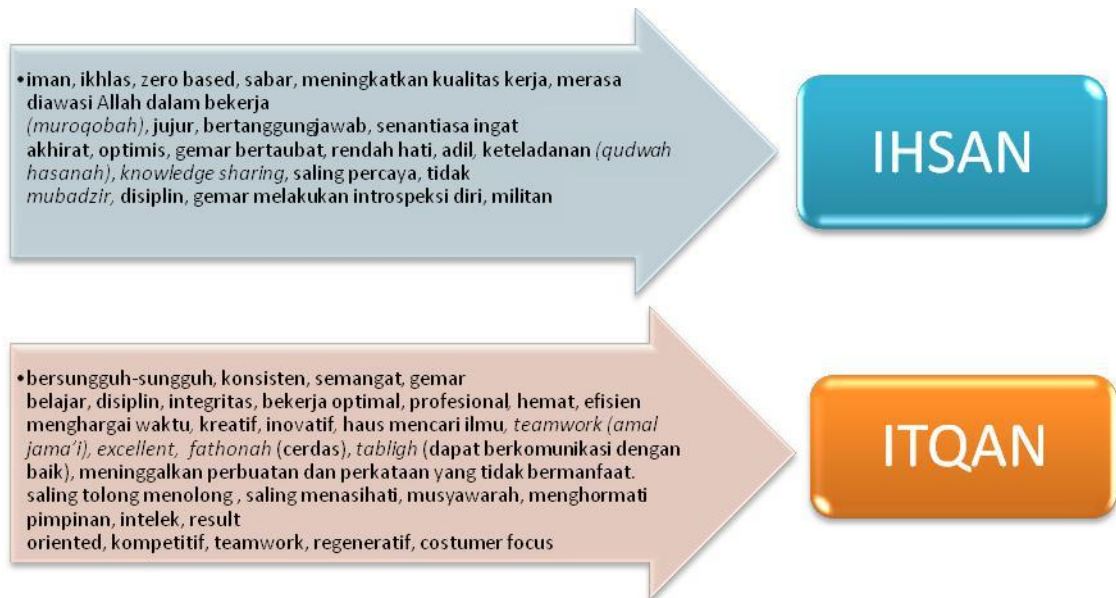 •iman, ikhlas, zero based, sabar, meningkatkan kualitas kerja, merasa
diawasi Allah dalam bekerja
(muroqobah), jujur, bertanggungjawab, senantiasa ingat
akhirat, optimis, gemar bertaubat, rendah hati, adil, keteladanan (qudwah
hasanah), knowledge sharing, saling percaya, tidak
mubadzir, disiplin, gemar melakukan introspeksi diri, militan
IHSAN
•bersungguh-sungguh, konsisten, semangat, gemar
belajar, disiplin, integritas, bekerja optimal, profesional, hemat, efisien
menghargai waktu, kreatif, inovatif, haus mencari ilmu, teamwork (amal
jama’i), excellent, fathonah (cerdas), tabligh (dapat berkomunikasi dengan
baik), meninggalkan perbuatan dan perkataan yang tidak bermanfaat.
saling tolong menolong , saling menasihati, musyawarah, menghormati
pimpinan, intelek, result
oriented, kompetitif, teamwork, regeneratif, costumer focus
ITQAN